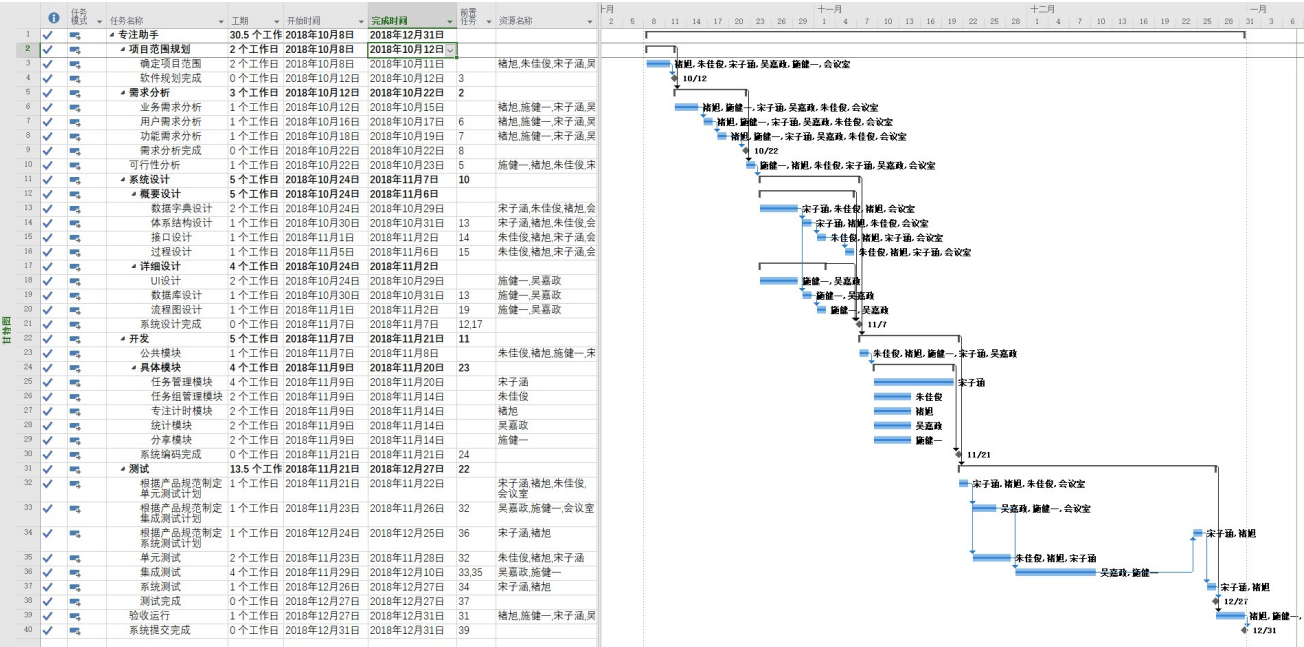 任务模式 任务名称 工期 开始时间 完成时间 前置任务 资源名称
十月 十一月 十二月 一月
2 5 8 11 14 17 20 23 26 29 1 4 7 10 13 16 19 22 25 28 1 4 7 10 13 16 19 22 25 28 31 3 6
甘特图
1 专注助手 30.5 个工作 2018年10月8日 2018年12月31日
2 项目范围规划 2 个工作日 2018年10月8日 2018年10月12日
3 确定项目范围 2 个工作日 2018年10月8日 2018年10月11日 褚旭,朱佳俊,宋子涵,吴 褚旭, 朱佳俊, 宋子涵, 吴嘉政, 施健一, 会议室
4 软件规划完成 0 个工作日 2018年10月12日 2018年10月12日 3 10/12
5 需求分析 3 个工作日 2018年10月12日 2018年10月22日 2
6 业务需求分析 1 个工作日 2018年10月12日 2018年10月15日 褚旭,施健一,宋子涵,吴 褚旭, 施健一, 宋子涵, 吴嘉政, 朱佳俊, 会议室
7 用户需求分析 1 个工作日 2018年10月16日 2018年10月17日 6 褚旭,施健一,宋子涵,吴 褚旭, 施健一, 宋子涵, 吴嘉政, 朱佳俊, 会议室
8 功能需求分析 1 个工作日 2018年10月18日 2018年10月19日 7 褚旭,施健一,宋子涵,吴 褚旭, 施健一, 宋子涵, 吴嘉政, 朱佳俊, 会议室
9 需求分析完成 0 个工作日 2018年10月22日 2018年10月22日 8 10/22
10 可行性分析 1 个工作日 2018年10月22日 2018年10月23日 5 施健一,褚旭,朱佳俊,宋 施健一, 褚旭, 朱佳俊, 宋子涵, 吴嘉政, 会议室
11 系统设计 5 个工作日 2018年10月24日 2018年11月7日 10
12 概要设计 5 个工作日 2018年10月24日 2018年11月6日
13 数据字典设计 2 个工作日 2018年10月24日 2018年10月29日 宋子涵,朱佳俊,褚旭,会 宋子涵, 朱佳俊, 褚旭, 会议室
14 体系结构设计 1 个工作日 2018年10月30日 2018年10月31日 13 宋子涵,褚旭,朱佳俊,会 宋子涵, 褚旭, 朱佳俊, 会议室
15 接口设计 1 个工作日 2018年11月1日 2018年11月2日 14 朱佳俊,褚旭,宋子涵,会 朱佳俊, 褚旭, 宋子涵, 会议室
16 过程设计 1 个工作日 2018年11月5日 2018年11月6日 15 朱佳俊,褚旭,宋子涵,会 朱佳俊, 褚旭, 宋子涵, 会议室
17 详细设计 4 个工作日 2018年10月24日 2018年11月2日
18 UI设计 2 个工作日 2018年10月24日 2018年10月29日 施健一,吴嘉政 施健一, 吴嘉政
19 数据库设计 1 个工作日 2018年10月30日 2018年10月31日 13 施健一,吴嘉政 施健一, 吴嘉政
20 流程图设计 1 个工作日 2018年11月1日 2018年11月2日 19 施健一,吴嘉政 施健一, 吴嘉政
21 系统设计完成 0 个工作日 2018年11月7日 2018年11月7日 12,17 11/7
22 开发 5 个工作日 2018年11月7日 2018年11月21日 11
23 公共模块 1 个工作日 2018年11月7日 2018年11月8日 朱佳俊,褚旭,施健一,宋 朱佳俊, 褚旭, 施健一, 宋子涵, 吴嘉政
24 具体模块 4 个工作日 2018年11月9日 2018年11月20日 23
25 任务管理模块 4 个工作日 2018年11月9日 2018年11月20日 宋子涵 宋子涵
26 任务组管理模块 2 个工作日 2018年11月9日 2018年11月14日 朱佳俊 朱佳俊
27 专注计时模块 2 个工作日 2018年11月9日 2018年11月14日 褚旭 褚旭
28 统计模块 2 个工作日 2018年11月9日 2018年11月14日 吴嘉政 吴嘉政
29 分享模块 2 个工作日 2018年11月9日 2018年11月14日 施健一 施健一
30 系统编码完成 0 个工作日 2018年11月21日 2018年11月21日 24 11/21
31 测试 13.5 个工作 2018年11月21日 2018年12月27日 22
32 根据产品规范制定 1 个工作日 2018年11月21日 2018年11月22日 宋子涵,褚旭,朱佳俊, 宋子涵, 褚旭, 朱佳俊, 会议室
单元测试计划 会议室
33 根据产品规范制定 1 个工作日 2018年11月23日 2018年11月26日 32 吴嘉政,施健一,会议室 吴嘉政, 施健一, 会议室
集成测试计划
34 根据产品规范制定 1 个工作日 2018年12月24日 2018年12月25日 36 宋子涵,褚旭 宋子涵, 褚旭
系统测试计划
35 单元测试 2 个工作日 2018年11月23日 2018年11月28日 32 朱佳俊,褚旭,宋子涵 朱佳俊, 褚旭, 宋子涵
36 集成测试 4 个工作日 2018年11月29日 2018年12月10日 33,35 吴嘉政,施健一 吴嘉政, 施健一
37 系统测试 1 个工作日 2018年12月26日 2018年12月27日 34 宋子涵,褚旭 宋子涵, 褚旭
38 测试完成 0 个工作日 2018年12月27日 2018年12月27日 37 12/27
39 验收运行 1 个工作日 2018年12月27日 2018年12月31日 31 褚旭,施健一,宋子涵,吴 褚旭, 施健一,
40 系统提交完成 0 个工作日 2018年12月31日 2018年12月31日 39 12/31